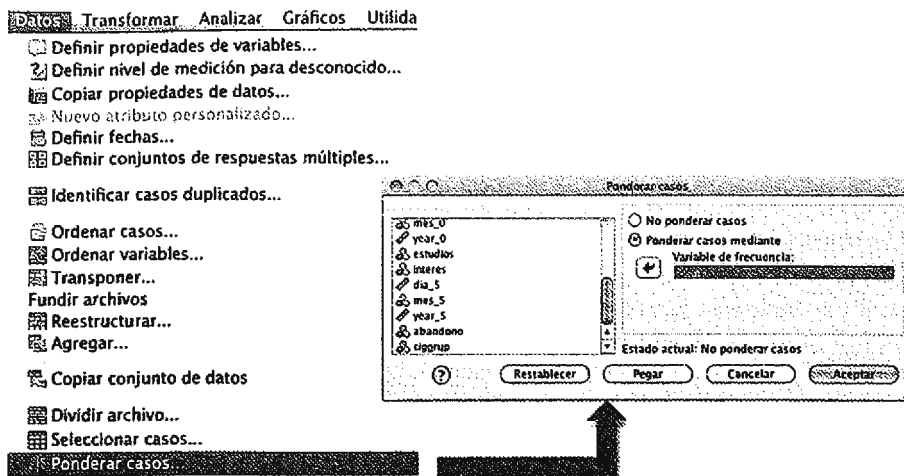 Datos Transformar Analizar Gráficos Utilida
Definir propiedades de variables...
Definir nivel de medición para desconocido...
Copiar propiedades de datos...
Nuevo atributo personalizado...
Definir fechas...
Definir conjuntos de respuestas múltiples...
Identificar casos duplicados...
Ordenar casos...
Ordenar variables...
Transponer...
Fundir archivos
Reestructurar...
Agregar...
Copiar conjunto de datos
Dividir archivo...
Seleccionar casos...
Ponderar casos...
Ponderar casos
mes_0
year_0
estudios
interes
dia_5
mes_5
year_5
abandono
ciggrup
No ponderar casos
Ponderar casos mediante
Variable de frecuencia:
Estado actual: No ponderar casos
? Restablecer Pegar Cancelar Aceptar